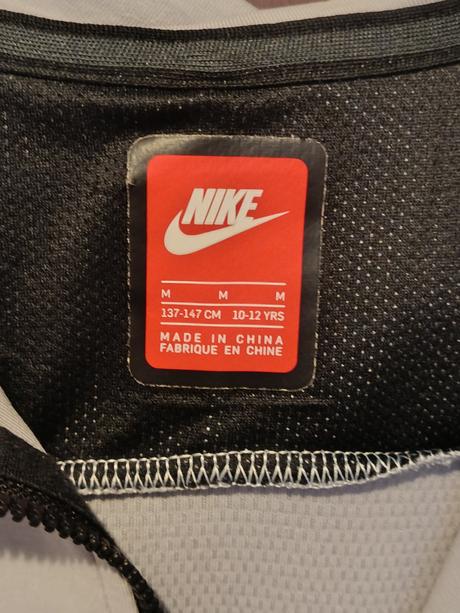 NIKE
M M M
137-147 CM 10-12 YRS
MADE IN CHINA
FABRIQUE EN CHINE